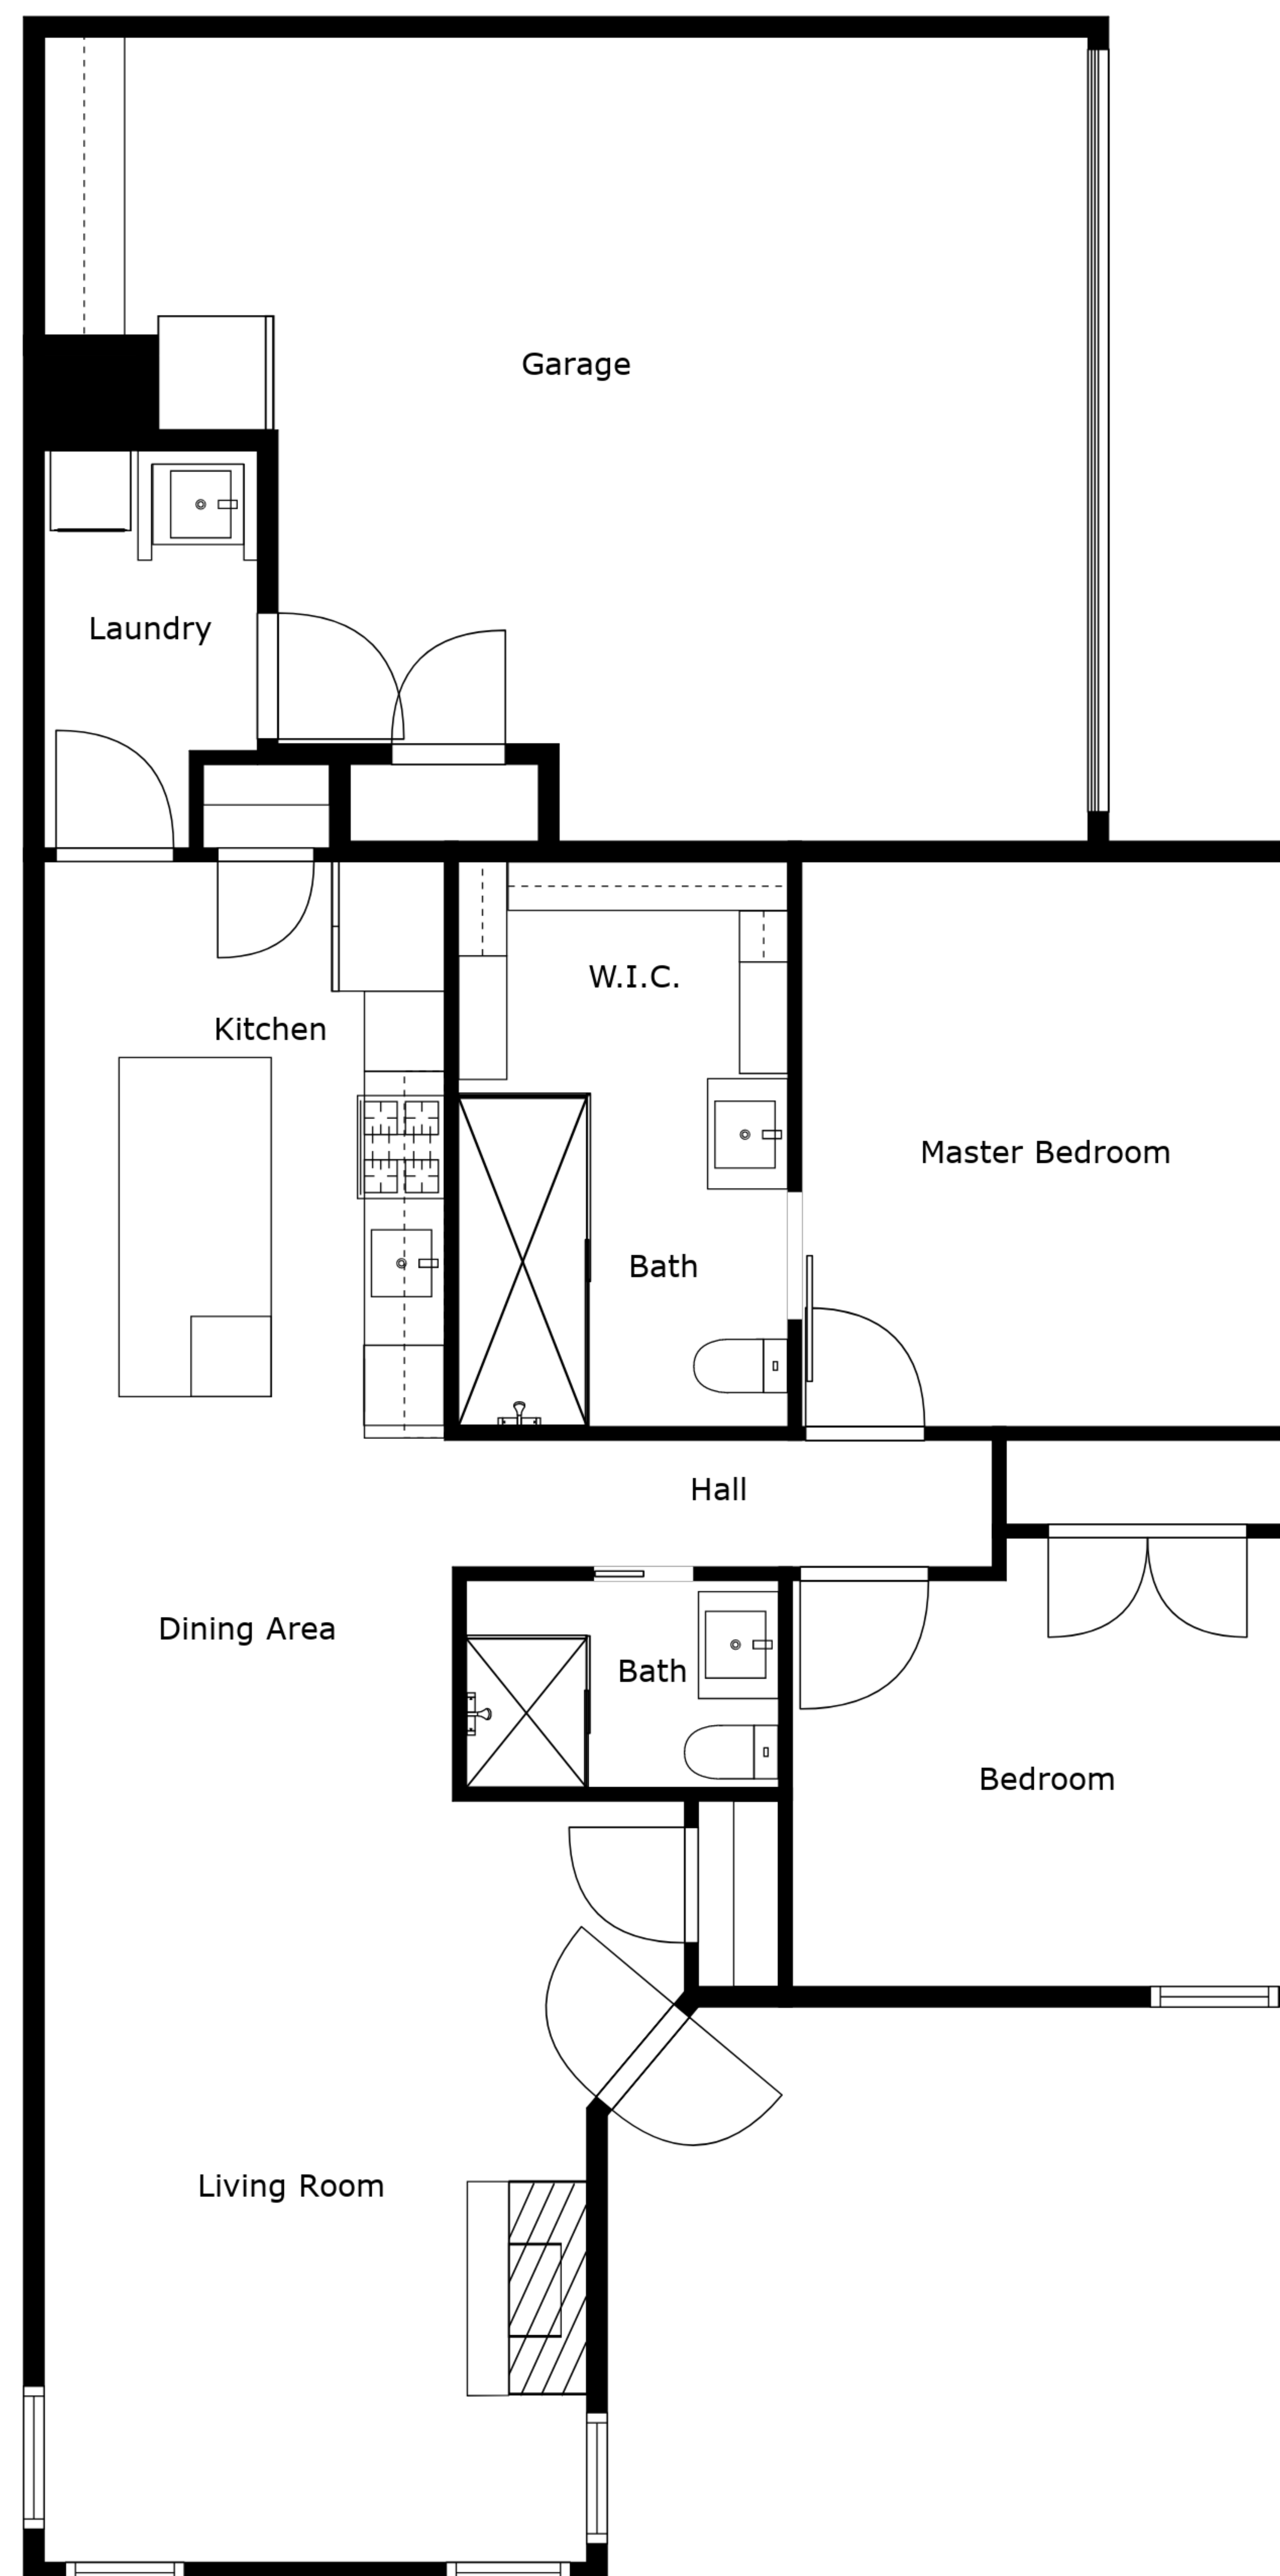 Garage
Laundry
W.I.C.
Kitchen
Master Bedroom
Bath
Hall
Dining Area
Bath
Bedroom
Living Room